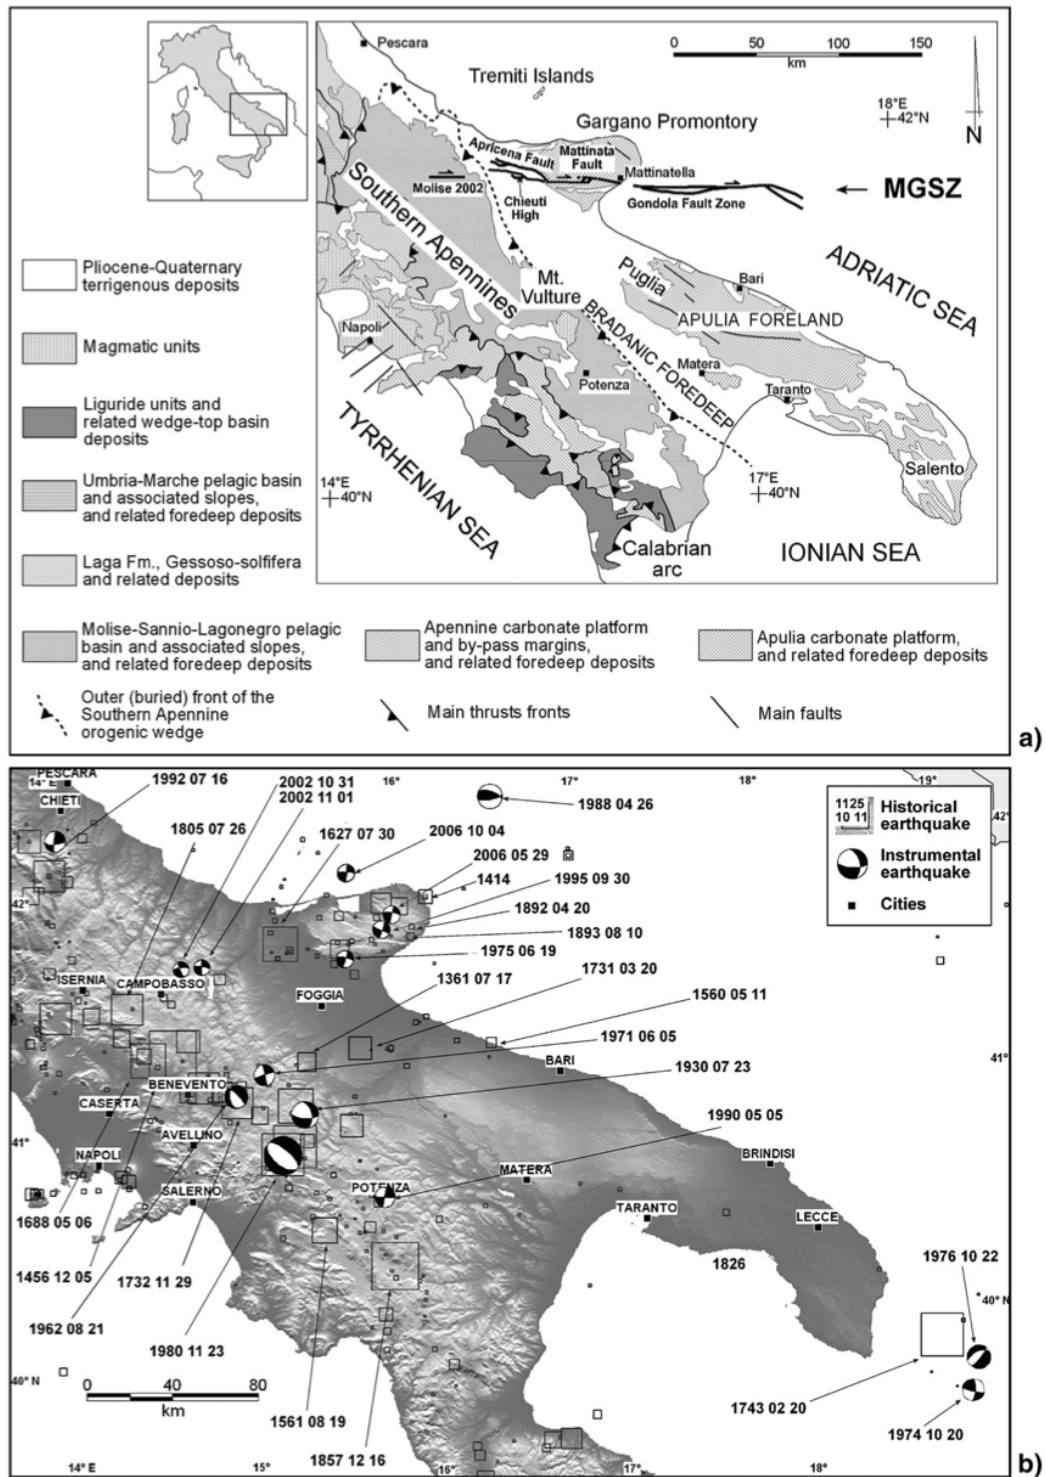 Pescara
Tremiti Islands
0 50 100 150
km
18°E
42°N
N
Gargano Promontory
Apricena Fault
Mattinata
Fault
Mattinatella
Molise 2002
Chieuti
High
Gondola Fault Zone
MGSZ
Southern Apennines
ADRIATIC SEA
Mt.
Vulture
Puglia
Bari
APULIA FORELAND
BRADANIC FOREDEEP
Napoli
Potenza
Matera
Taranto
TYRRHENIAN SEA
Salento
14°E
40°N
17°E
40°N
Calabrian
arc
IONIAN SEA
Pliocene-Quaternary
terrigenous deposits
Magmatic units
Liguride units and
related wedge-top basin
deposits
Umbria-Marche pelagic basin
and associated slopes,
and related foredeep deposits
Laga Fm., Gessoso-solfifera
and related deposits
Molise-Sannio-Lagonegro pelagic
basin and associated slopes,
and related foredeep deposits
Apennine carbonate platform
and by-pass margins,
and related foredeep deposits
Apulia carbonate platform,
and related foredeep deposits
Outer (buried) front of the
Southern Apennine
orogenic wedge
Main thrusts fronts
Main faults
a)
PESCARA
14° E
CHIETI
1992 07 16
2002 10 31
2002 11 01
1805 07 26
1627 07 30
16°
17°
18°
19°
42°
1988 04 26
2006 10 04
2006 05 29
1414
1995 09 30
1892 04 20
1893 08 10
1975 06 19
1731 03 20
1361 07 17
1560 05 11
1971 06 05
1930 07 23
1990 05 05
1125
10 11
Historical
earthquake
Instrumental
earthquake
Cities
42°
ISERNIA
CAMPOBASSO
FOGGIA
BARI
41°
BENEVENTO
CASERTA
AVELLINO
41°
NAPOLI
SALERNO
POTENZA
MATERA
BRINDISI
TARANTO
LECCE
1688 05 06
1456 12 05
1732 11 29
1962 08 21
1980 11 23
1826
1976 10 22
40° N
40° N
0 40 80
km
1561 08 19
1857 12 16
1743 02 20
1974 10 20
14° E
15°
16°
17°
18°
b)